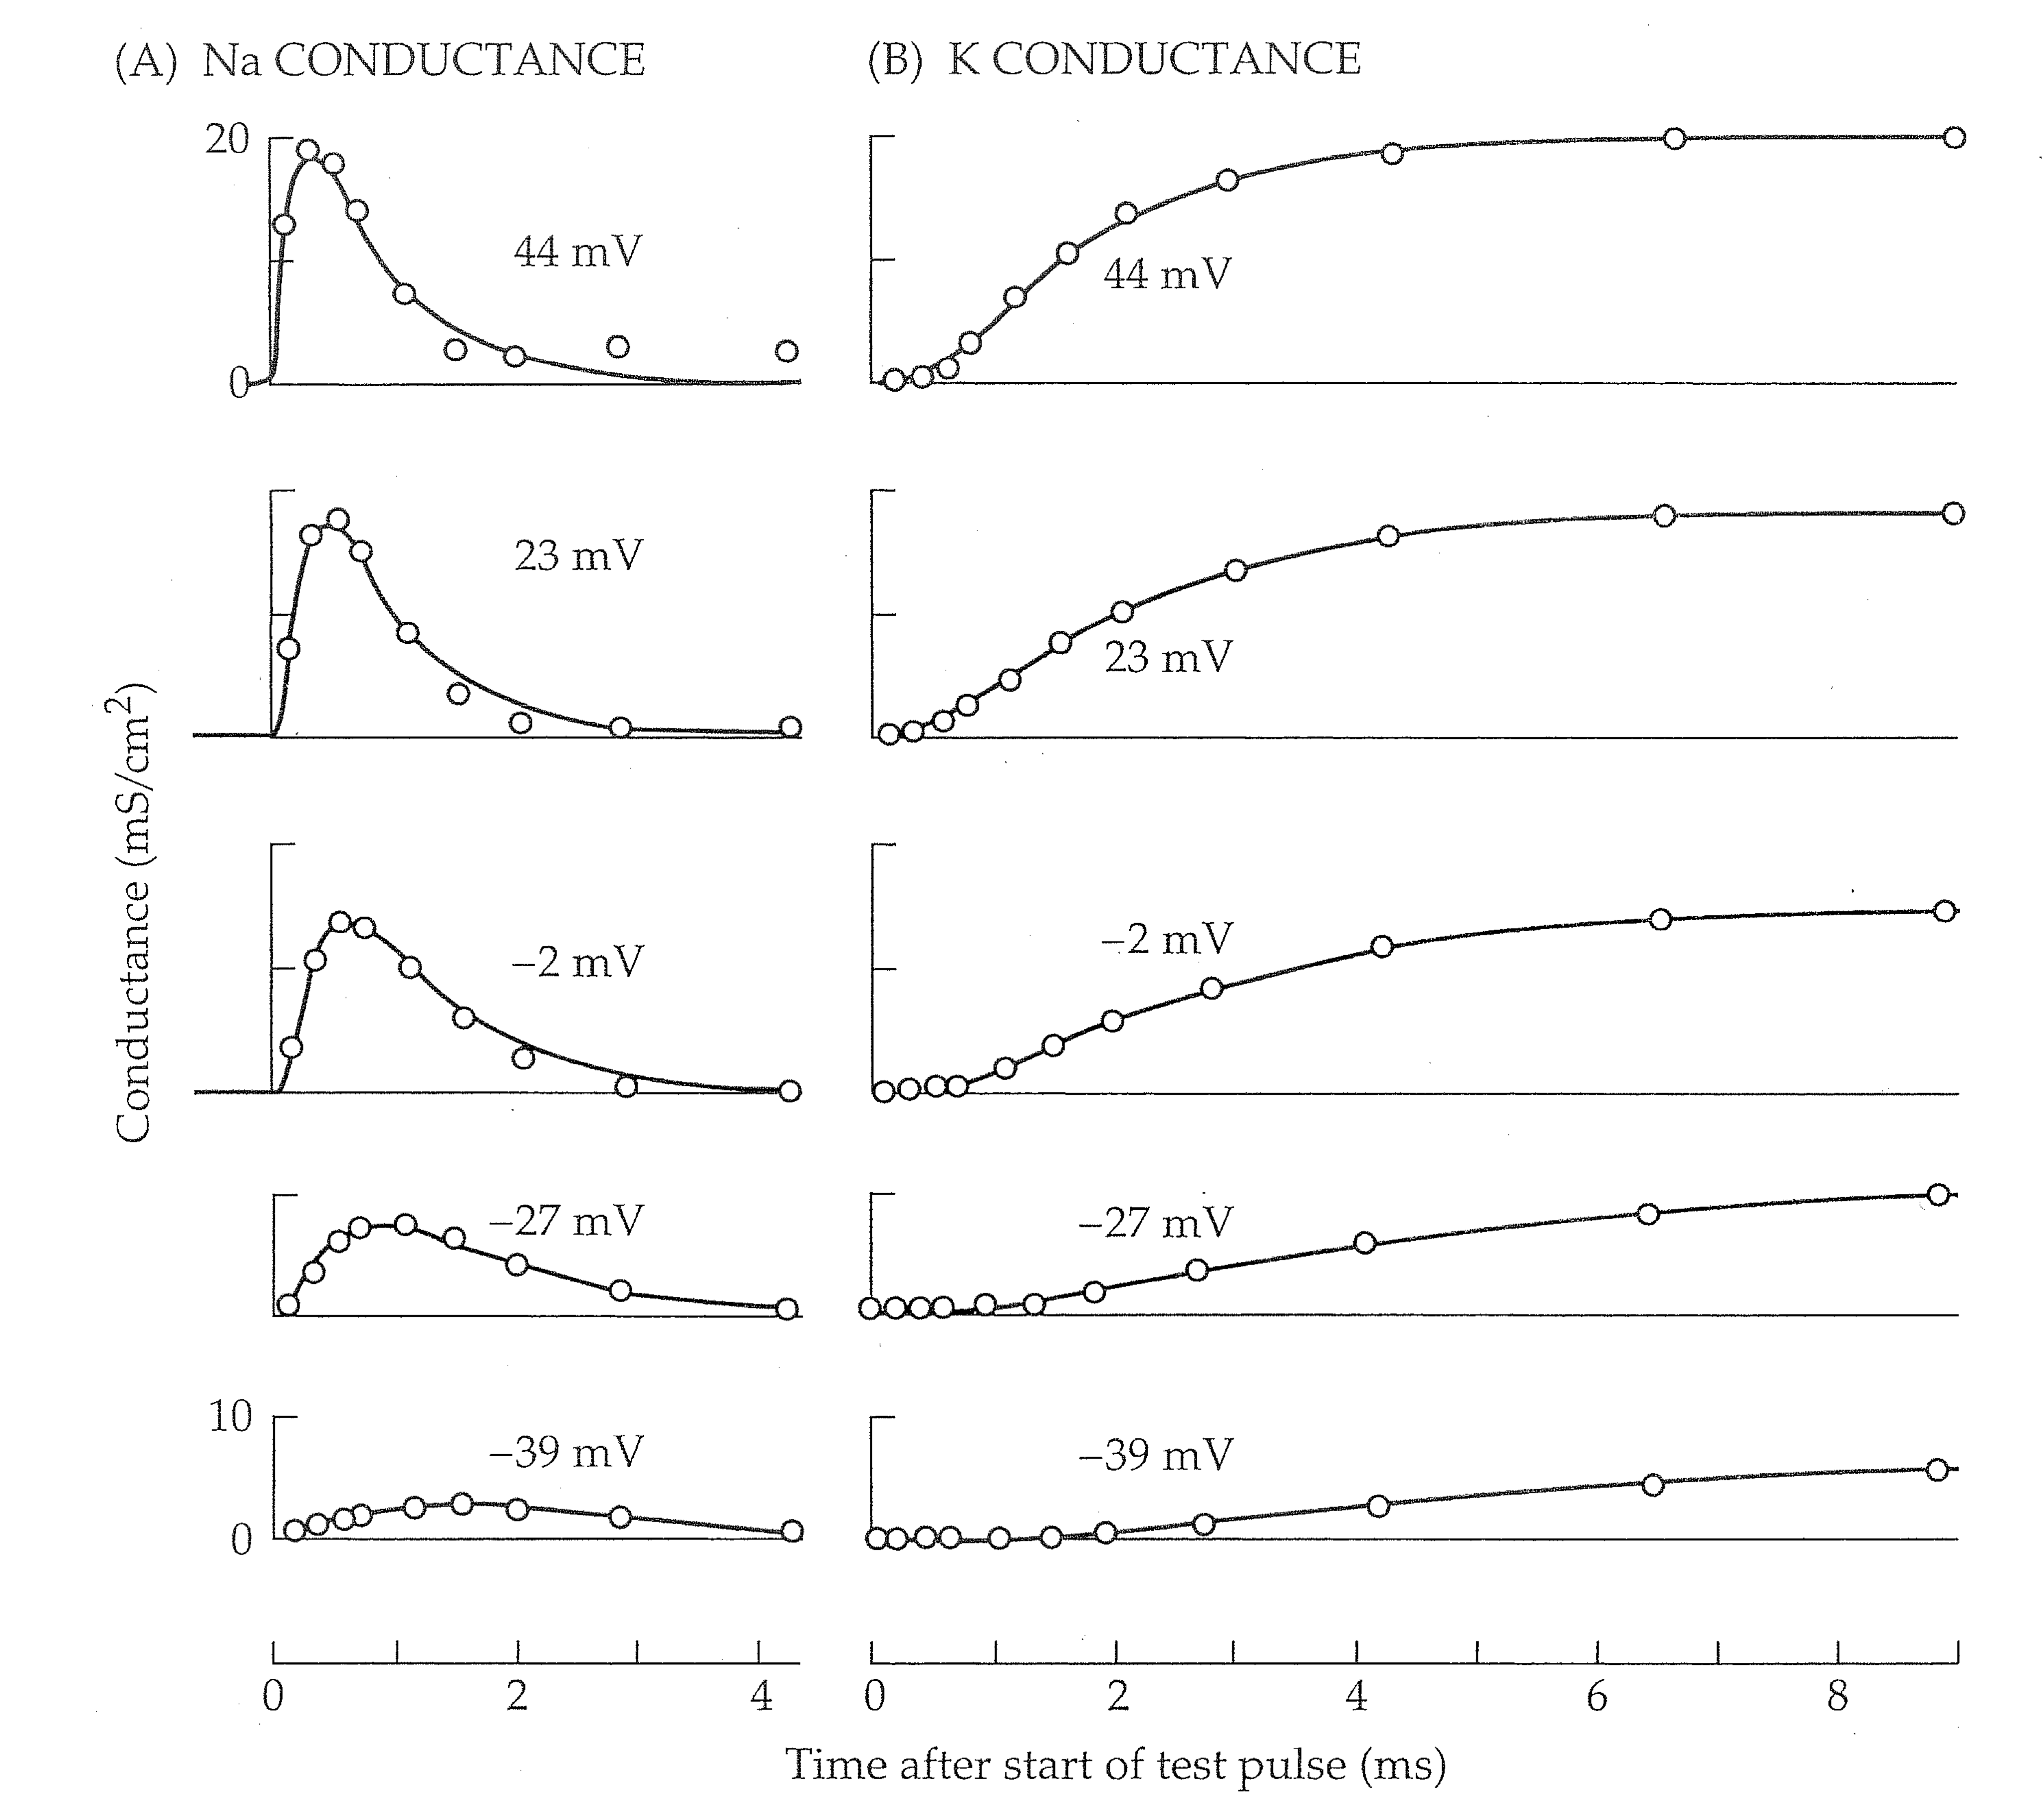 (A) Na CONDUCTANCE
(B) K CONDUCTANCE
20
0
44 mV
44 mV
23 mV
23 mV
–2 mV
–2 mV
–27 mV
–27 mV
10
0
–39 mV
–39 mV
Conductance (mS/cm²)
0 2 4
0 2 4 6 8
Time after start of test pulse (ms)